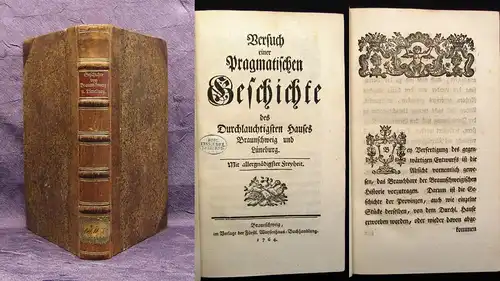 Geschichte
Versuch
einer
Pragmatischen
Geschichte
des
Durchlauchtigsten Hauses
Braunschweig und
Lüneburg.
Mit allergnädigster Freyheit.
Braunschweig,
im Verlage der Fürstl. Waisenhaus-Buchhandlung.
1764.
Bey Verfertigung des gegen-
wärtigen Entwurfs ist die
Absicht vornemlich gewe-
sen, das Brauchbare der Braunschweigischen
Historie vorzutragen. Darum ist die Ge-
schichte der Provinzen, auch wie einzelne
Stücke derselben, von dem Durchl. Hause
geworden, oder wieder davon abge-
kommen